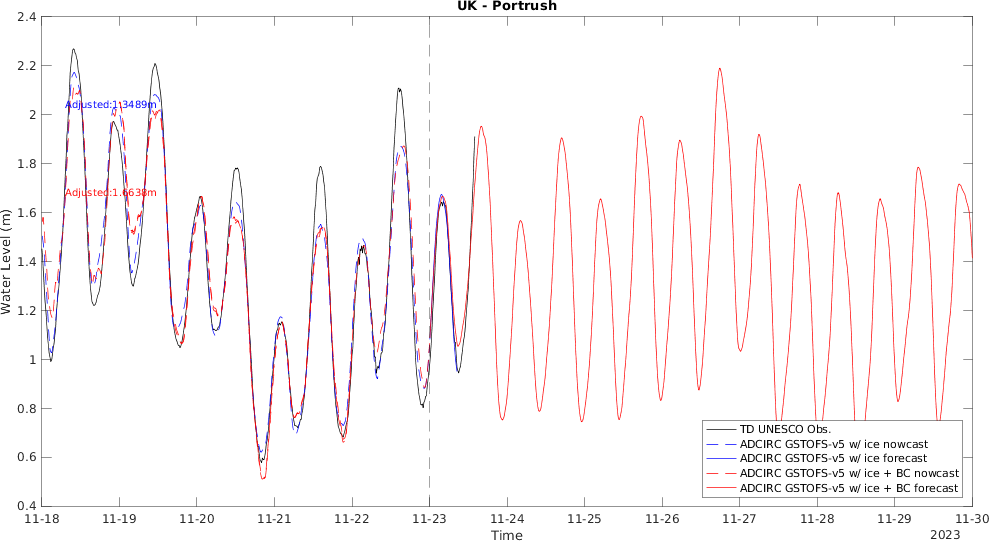 UK - Portrush
2.4
2.2
2
1.8
1.6
1.4
1.2
1
0.8
0.6
0.4
Water Level (m)
Adjusted:1.3489m
Adjusted:1.6638m
TD UNESCO Obs.
ADCIRC GSTOFS-v5 w/ ice nowcast
ADCIRC GSTOFS-v5 w/ ice forecast
ADCIRC GSTOFS-v5 w/ ice + BC nowcast
ADCIRC GSTOFS-v5 w/ ice + BC forecast
11-18 11-19 11-20 11-21 11-22 11-23 11-24 11-25 11-26 11-27 11-28 11-29 11-30
Time
2023